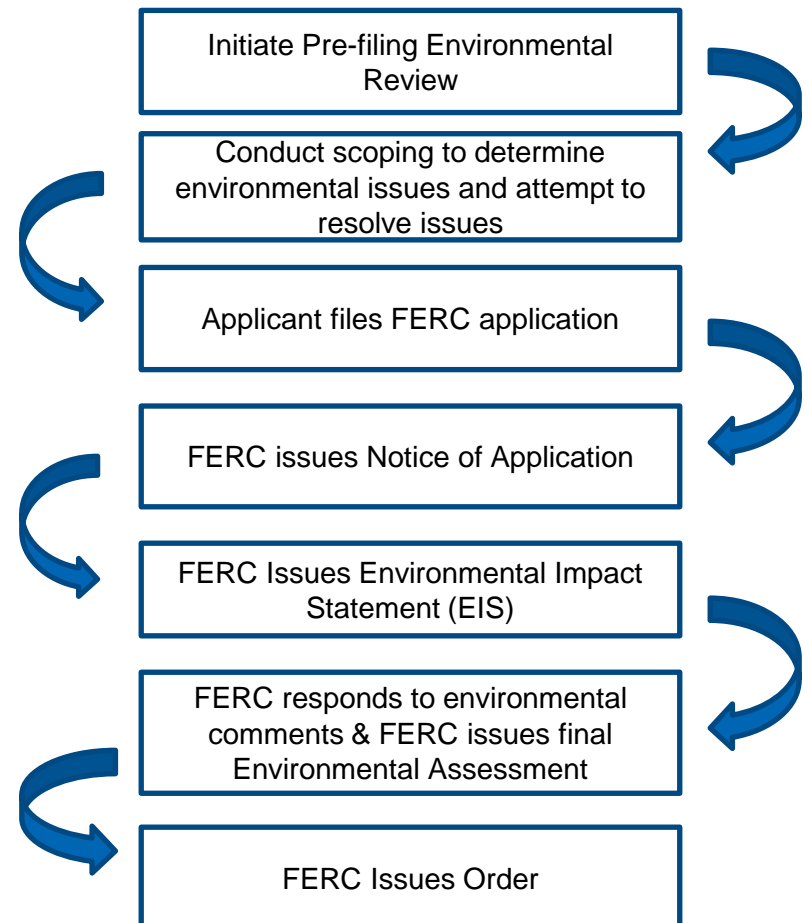 Initiate Pre-filing Environmental
Review
Conduct scoping to determine
environmental issues and attempt to
resolve issues
Applicant files FERC application
FERC issues Notice of Application
FERC Issues Environmental Impact
Statement (EIS)
FERC responds to environmental
comments & FERC issues final
Environmental Assessment
FERC Issues Order